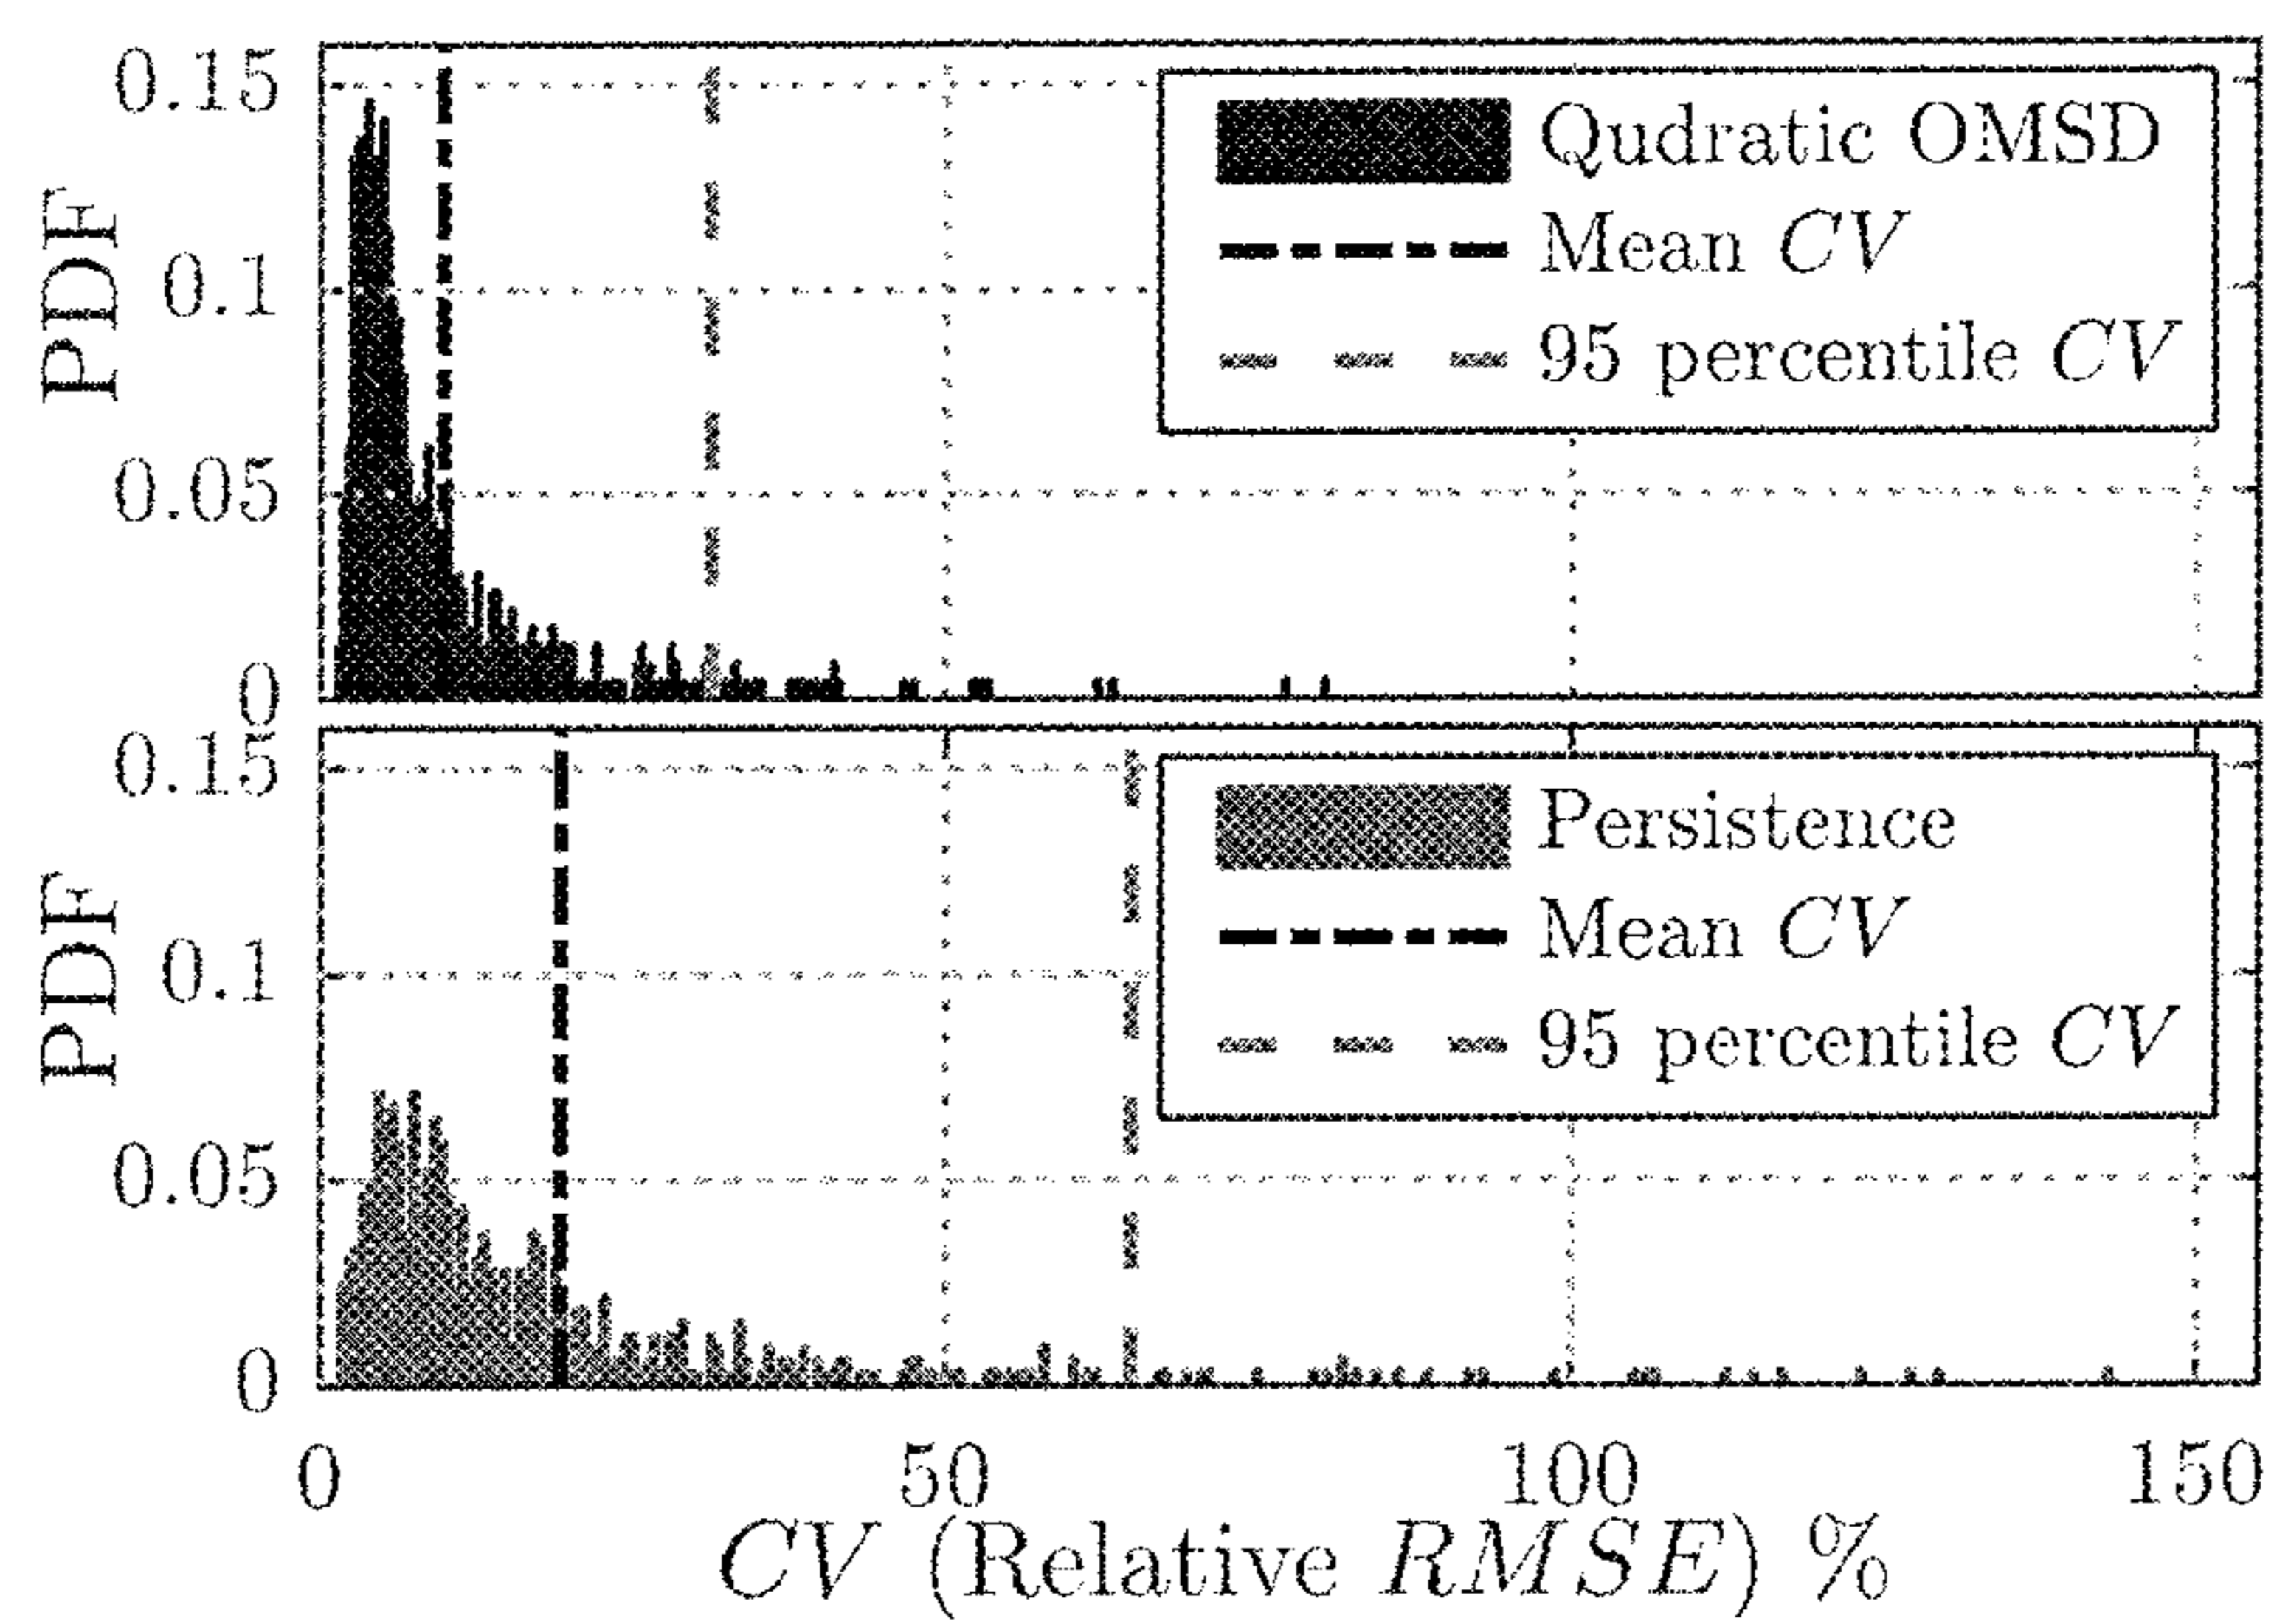 0.15
0.1
0.05
0
PDF
Qudratic OMSD
Mean CV
95 percentile CV
0.15
0.1
0.05
0
PDF
Persistence
Mean CV
95 percentile CV
0 50 100 150
CV (Relative RMSE) %